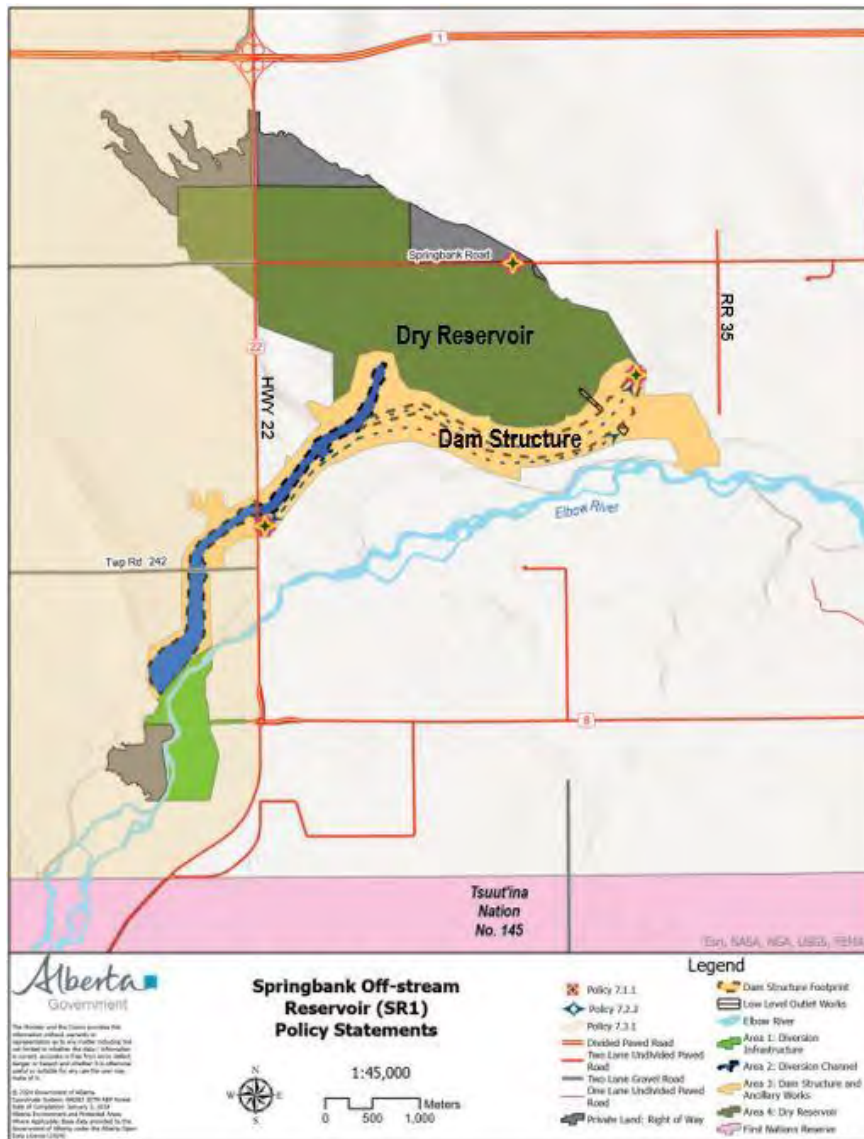 1
Springbank Road
RR 35
Dry Reservoir
22
HWY 22
Dam Structure
Elbow River
Twp Rd 242
8
Tsuut'ina
Nation
No. 145
Esri, NASA, NGA, USGS, FEMA
Alberta
Government
Springbank Off-stream
Reservoir (SR1)
Policy Statements
1:45,000
N
W
E
S
Meters
0 500 1,000
Legend
Policy 7.1.1
Policy 7.2.2
Policy 7.3.1
Divided Paved Road
Two Lane Undivided Paved
Road
Two Lane Gravel Road
One Lane Undivided Paved
Road
Private Land: Right of Way
Dam Structure Footprint
Low Level Outlet Works
Elbow River
Area 1: Diversion
Infrastructure
Area 2: Diversion Channel
Area 3: Dam Structure and
Ancillary Works
Area 4: Dry Reservoir
First Nations Reserve